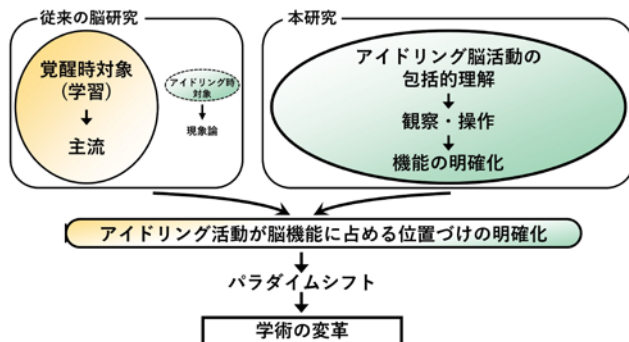 従来の脳研究
覚醒時対象
(学習)
主流
アイドリング時
対象
現象論
本研究
アイドリング脳活動の
包括的理解
観察・操作
機能の明確化
アイドリング活動が脳機能に占める位置づけの明確化
パラダイムシフト
学術の変革